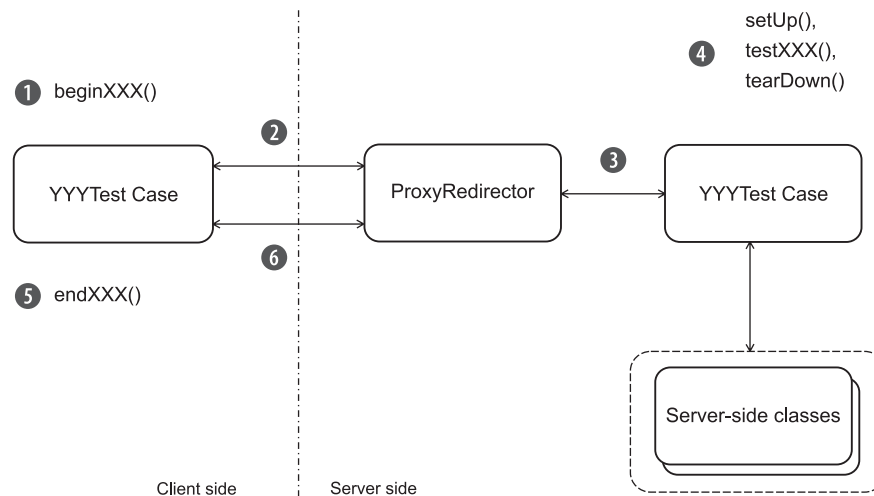 setUp(),
4 testXXX(),
tearDown()
1 beginXXX()
2
3
YYYTest Case
ProxyRedirector
YYYTest Case
6
5 endXXX()
Server-side classes
Client side
Server side